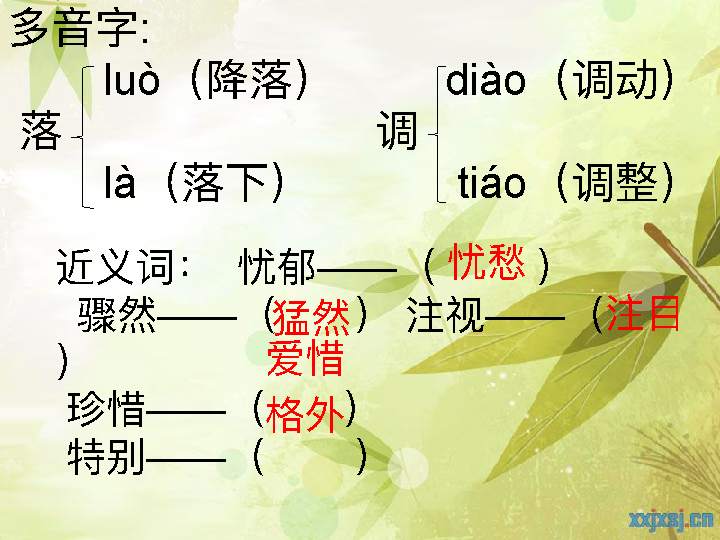 多音字:
luò（降落） diào（调动）
落 调
là（落下） tiáo（调整）
近义词： 忧郁——（ 忧愁 ）
骤然——（猛然） 注视——（注目
） 爱惜
珍惜——（格外）
特别——（ ）
xxjxsj.cn